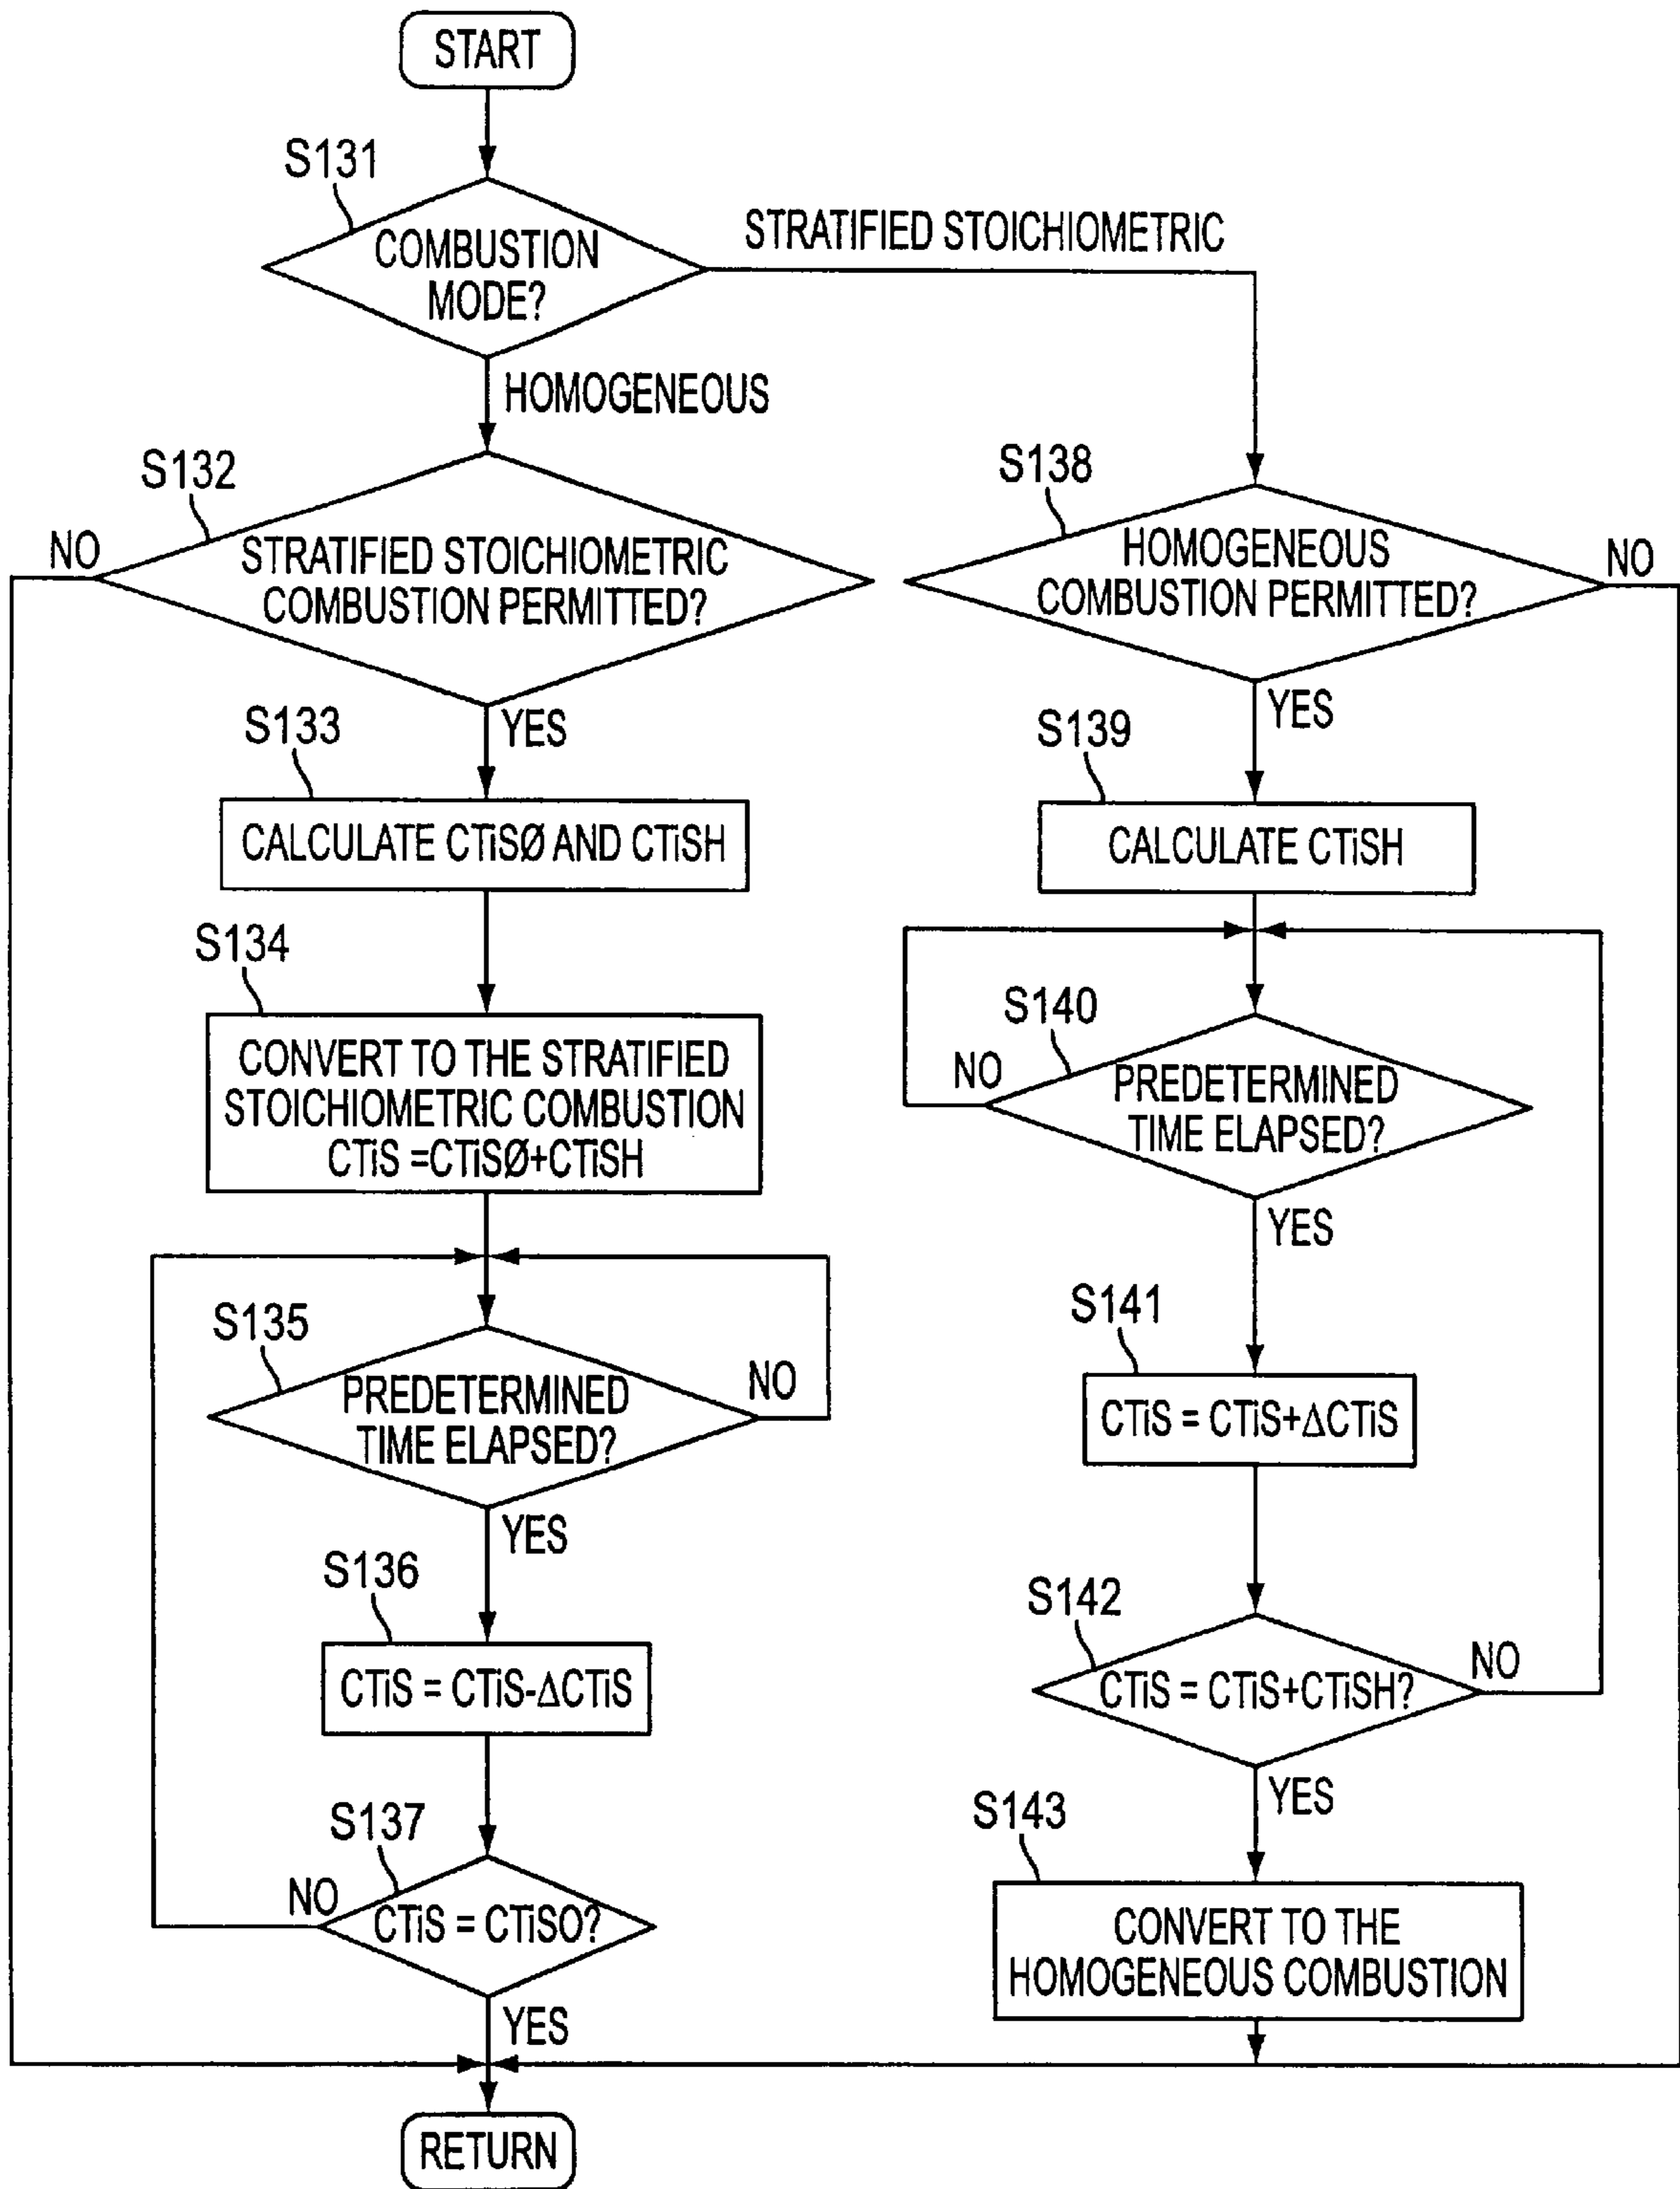 START
S131
COMBUSTION
MODE?
STRATIFIED STOICHIOMETRIC
HOMOGENEOUS
S132
NO
STRATIFIED STOICHIOMETRIC
COMBUSTION PERMITTED?
YES
S133
CALCULATE CTiSØ AND CTiSH
S134
CONVERT TO THE STRATIFIED
STOICHIOMETRIC COMBUSTION
CTiS =CTiSØ+CTiSH
S135
PREDETERMINED
TIME ELAPSED?
NO
YES
S136
CTiS = CTiS-ΔCTiS
S137
NO
CTiS = CTiSO?
YES
S138
HOMOGENEOUS
COMBUSTION PERMITTED?
NO
YES
S139
CALCULATE CTiSH
S140
NO
PREDETERMINED
TIME ELAPSED?
YES
S141
CTiS = CTiS+ΔCTiS
S142
CTiS = CTiS+CTiSH?
NO
YES
S143
CONVERT TO THE
HOMOGENEOUS COMBUSTION
RETURN